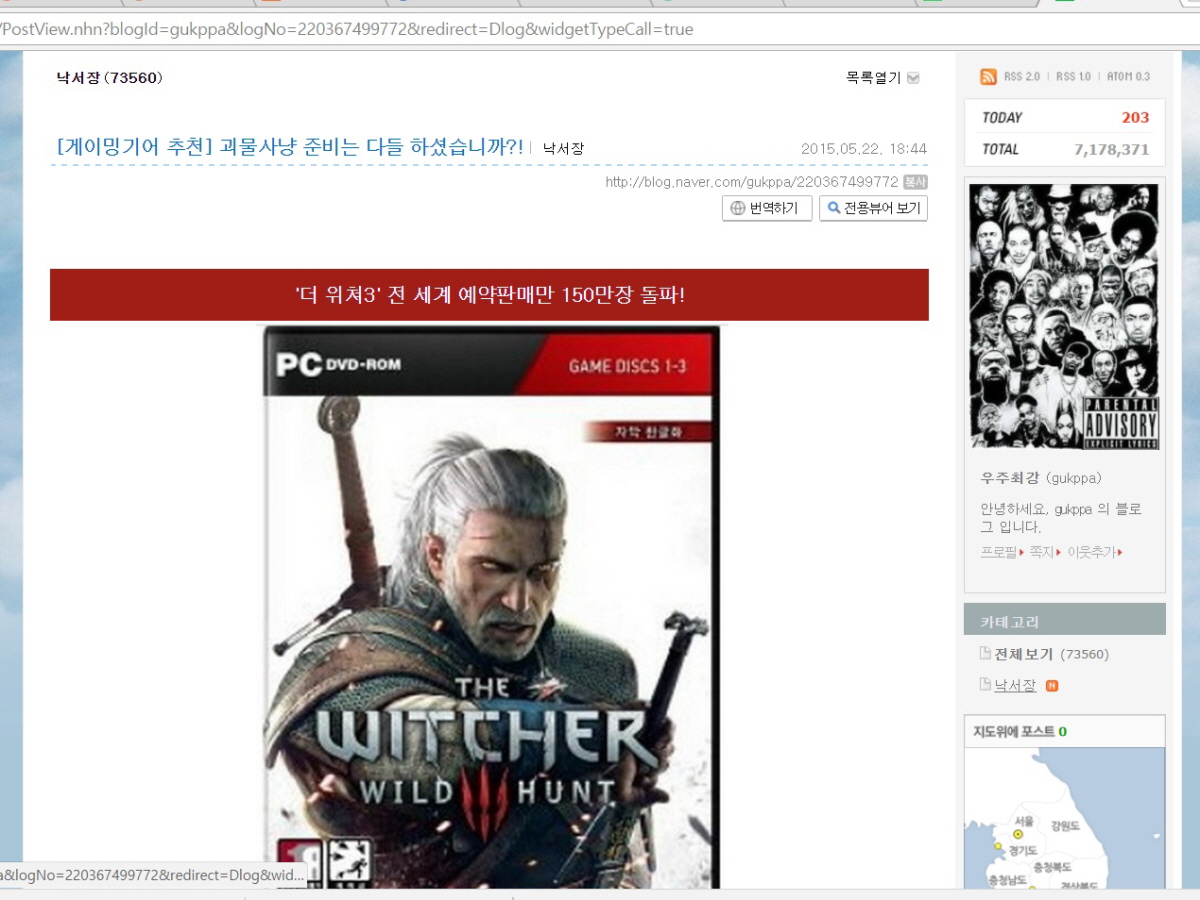 /PostView.nhn?blogId=gukppa&logNo=220367499772&redirect=Dlog&widgetTypeCall=true
낙서장 (73560)
목록열기
[게이밍기어 추천] 괴물사냥 준비는 다들 하셨습니까?! | 낙서장
2015.05.22. 18:44
http://blog.naver.com/gukppa/220367499772 복사
번역하기
전용뷰어 보기
'더 위쳐3' 전 세계 예약판매만 150만장 돌파!
PC DVD-ROM
GAME DISCS 1-3
자막 한글화
THE
WITCHER
WILD HUNT
a&logNo=220367499772&redirect=Dlog&wid...
RSS 2.0 | RSS 1.0 | ATOM 0.3
TODAY 203
TOTAL 7,178,371
PARENTAL
ADVISORY
EXPLICIT LYRICS
우주최강 (gukppa)
안녕하세요, gukppa 의 블로
그 입니다.
프로필 쪽지 이웃추가
카테고리
전체보기 (73560)
낙서장 N
지도위에 포스트 0
서울
강원도
경기도
충청북도
충청남도
경상북도